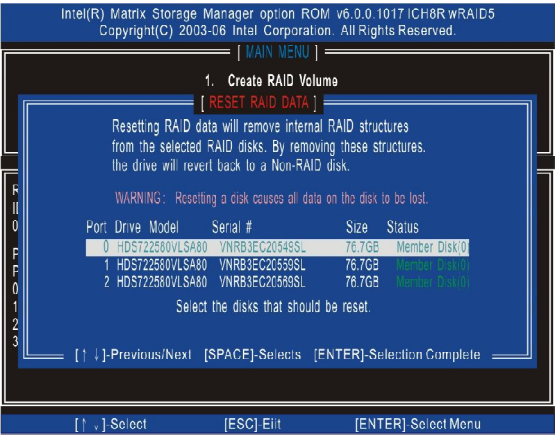 Intel(R) Matrix Storage Manager option ROM v6.0.0.1017 ICH8R wRAID5
Copyright(C) 2003-06 Intel Corporation. All Rights Reserved.
[ MAIN MENU ]
1. Create RAID Volume
[ RESET RAID DATA ]
Resetting RAID data will remove internal RAID structures
from the selected RAID disks. By removing these structures,
the drive will revert back to a Non-RAID disk.
WARNING: Resetting a disk causes all data on the disk to be lost.
Port Drive Model Serial # Size Status
0 HDS722580VLSA80 VNRB3EC20549SL 76.7GB Member Disk(0)
1 HDS722580VLSA80 VNRB3EC20559SL 76.7GB Member Disk(0)
2 HDS722580VLSA80 VNRB3EC20569SL 76.7GB Member Disk(0)
Select the disks that should be reset.
[↑ ↓]-Previous/Next [SPACE]-Selects [ENTER]-Selection Complete
[↑ ↓]-Select [ESC]-Eiit [ENTER]-Select Menu